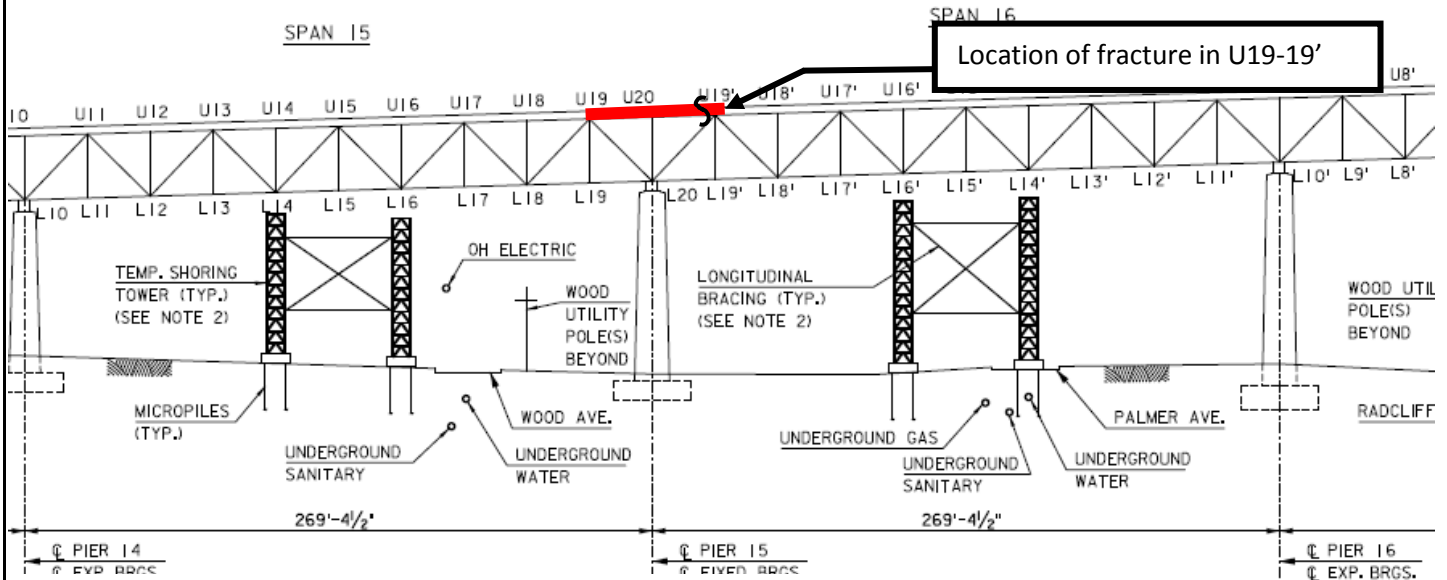 SPAN 15
SPAN 16
Location of fracture in U19-19’
U11 U12 U13 U14 U15 U16 U17 U18 U19 U20 U19' U18' U17' U16' U8'
L10 L11 L12 L13 L14 L15 L16 L17 L18 L19 L20 L19' L18' L17' L16' L15' L14' L13' L12' L11' L10' L9' L8'
OH ELECTRIC
TEMP. SHORING
TOWER (TYP.)
(SEE NOTE 2)
WOOD
UTILITY
POLE(S)
BEYOND
LONGITUDINAL
BRACING (TYP.)
(SEE NOTE 2)
WOOD UTIL
POLE(S)
BEYOND
MICROPILES
(TYP.)
WOOD AVE.
UNDERGROUND
SANITARY
UNDERGROUND
WATER
UNDERGROUND GAS
UNDERGROUND
SANITARY
UNDERGROUND
WATER
PALMER AVE.
RADCLIFF
269'-4½"
269'-4½"
℄ PIER 14
℄ EXP. BRGS.
℄ PIER 15
℄ FIXED BRGS.
℄ PIER 16
℄ EXP. BRGS.